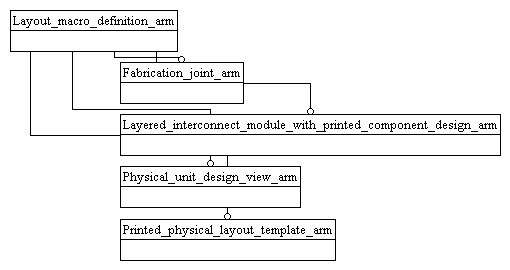 Layout_macro_definition_arm
Fabrication_joint_arm
Layered_interconnect_module_with_printed_component_design_arm
Physical_unit_design_view_arm
Printed_physical_layout_template_arm